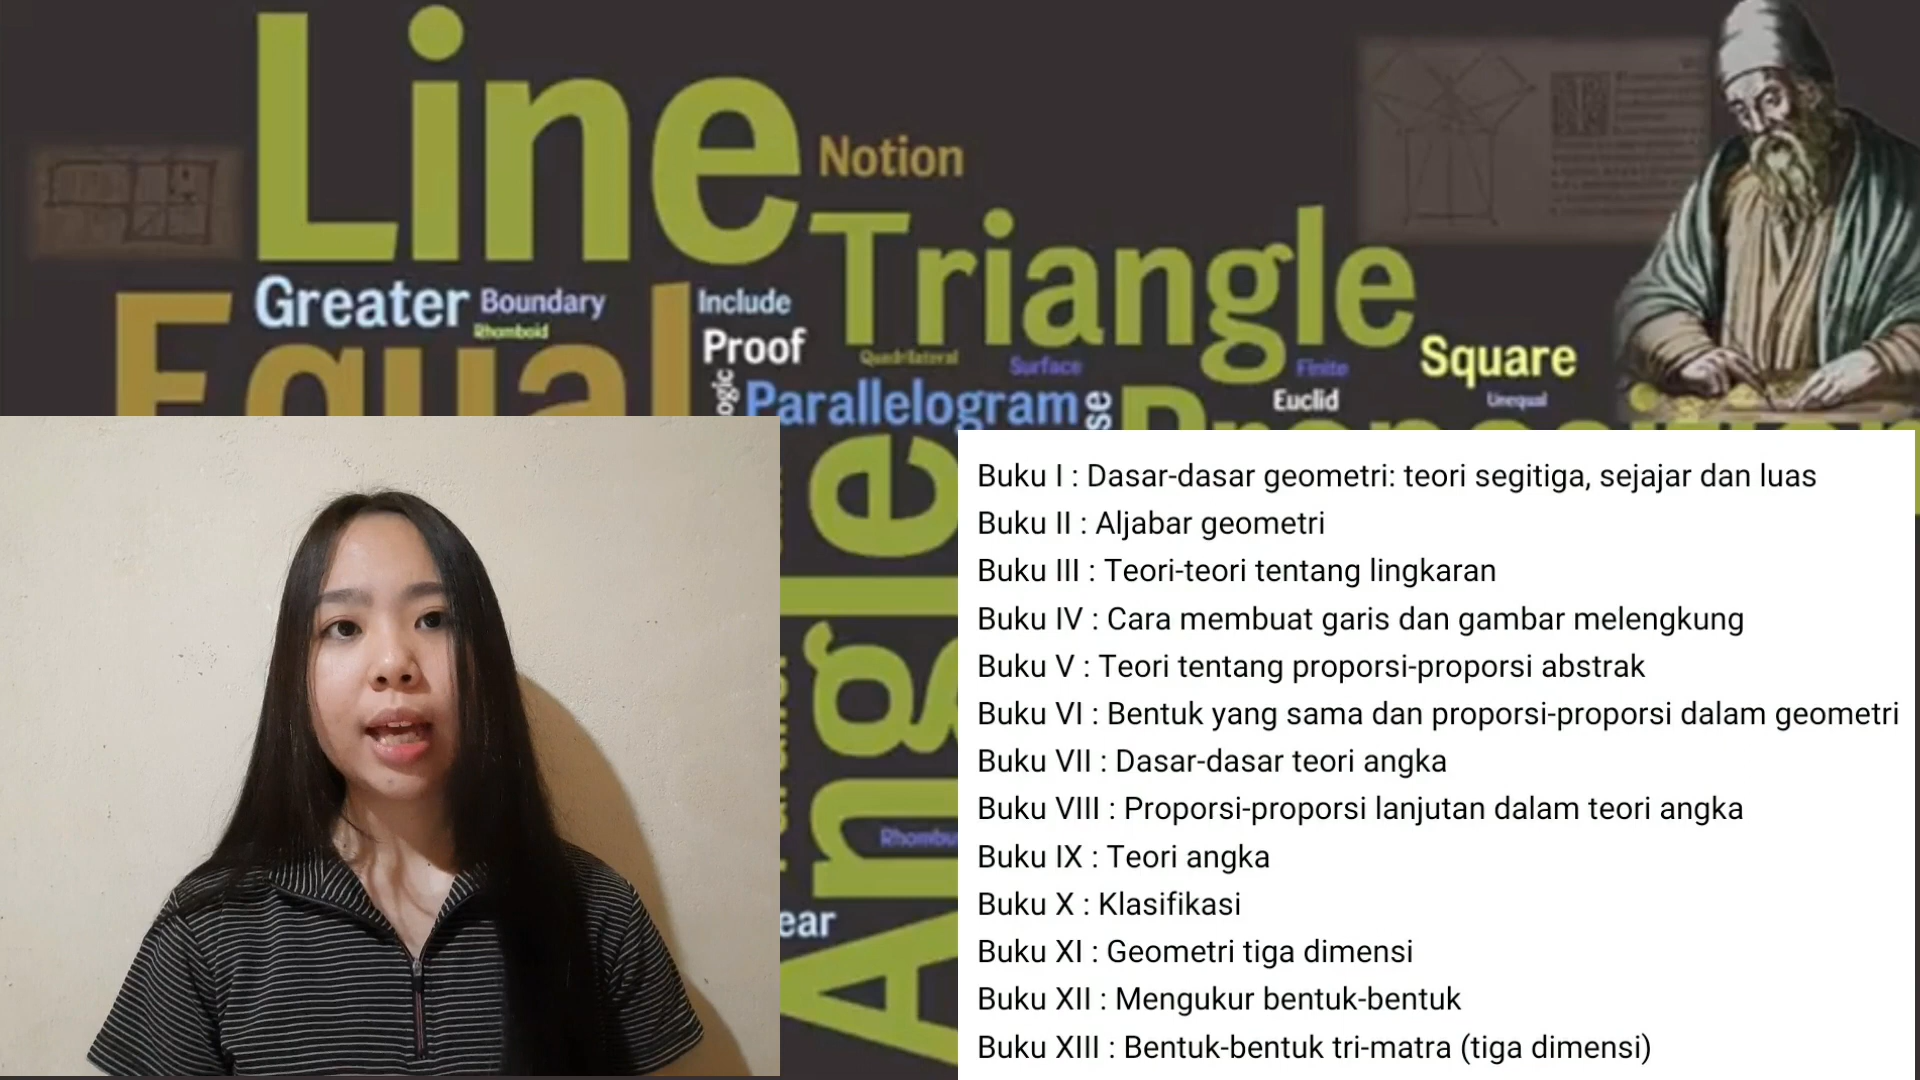 Line
Notion
Triangle
Greater
Boundary
Include
Rhomboid
Equal
Proof
Quadrilateral
Surface
Finite
Square
ogic
Parallelogram
se
Euclid
Unequal
Angle
Rhombu
ear
Buku I : Dasar-dasar geometri: teori segitiga, sejajar dan luas
Buku II : Aljabar geometri
Buku III : Teori-teori tentang lingkaran
Buku IV : Cara membuat garis dan gambar melengkung
Buku V : Teori tentang proporsi-proporsi abstrak
Buku VI : Bentuk yang sama dan proporsi-proporsi dalam geometri
Buku VII : Dasar-dasar teori angka
Buku VIII : Proporsi-proporsi lanjutan dalam teori angka
Buku IX : Teori angka
Buku X : Klasifikasi
Buku XI : Geometri tiga dimensi
Buku XII : Mengukur bentuk-bentuk
Buku XIII : Bentuk-bentuk tri-matra (tiga dimensi)